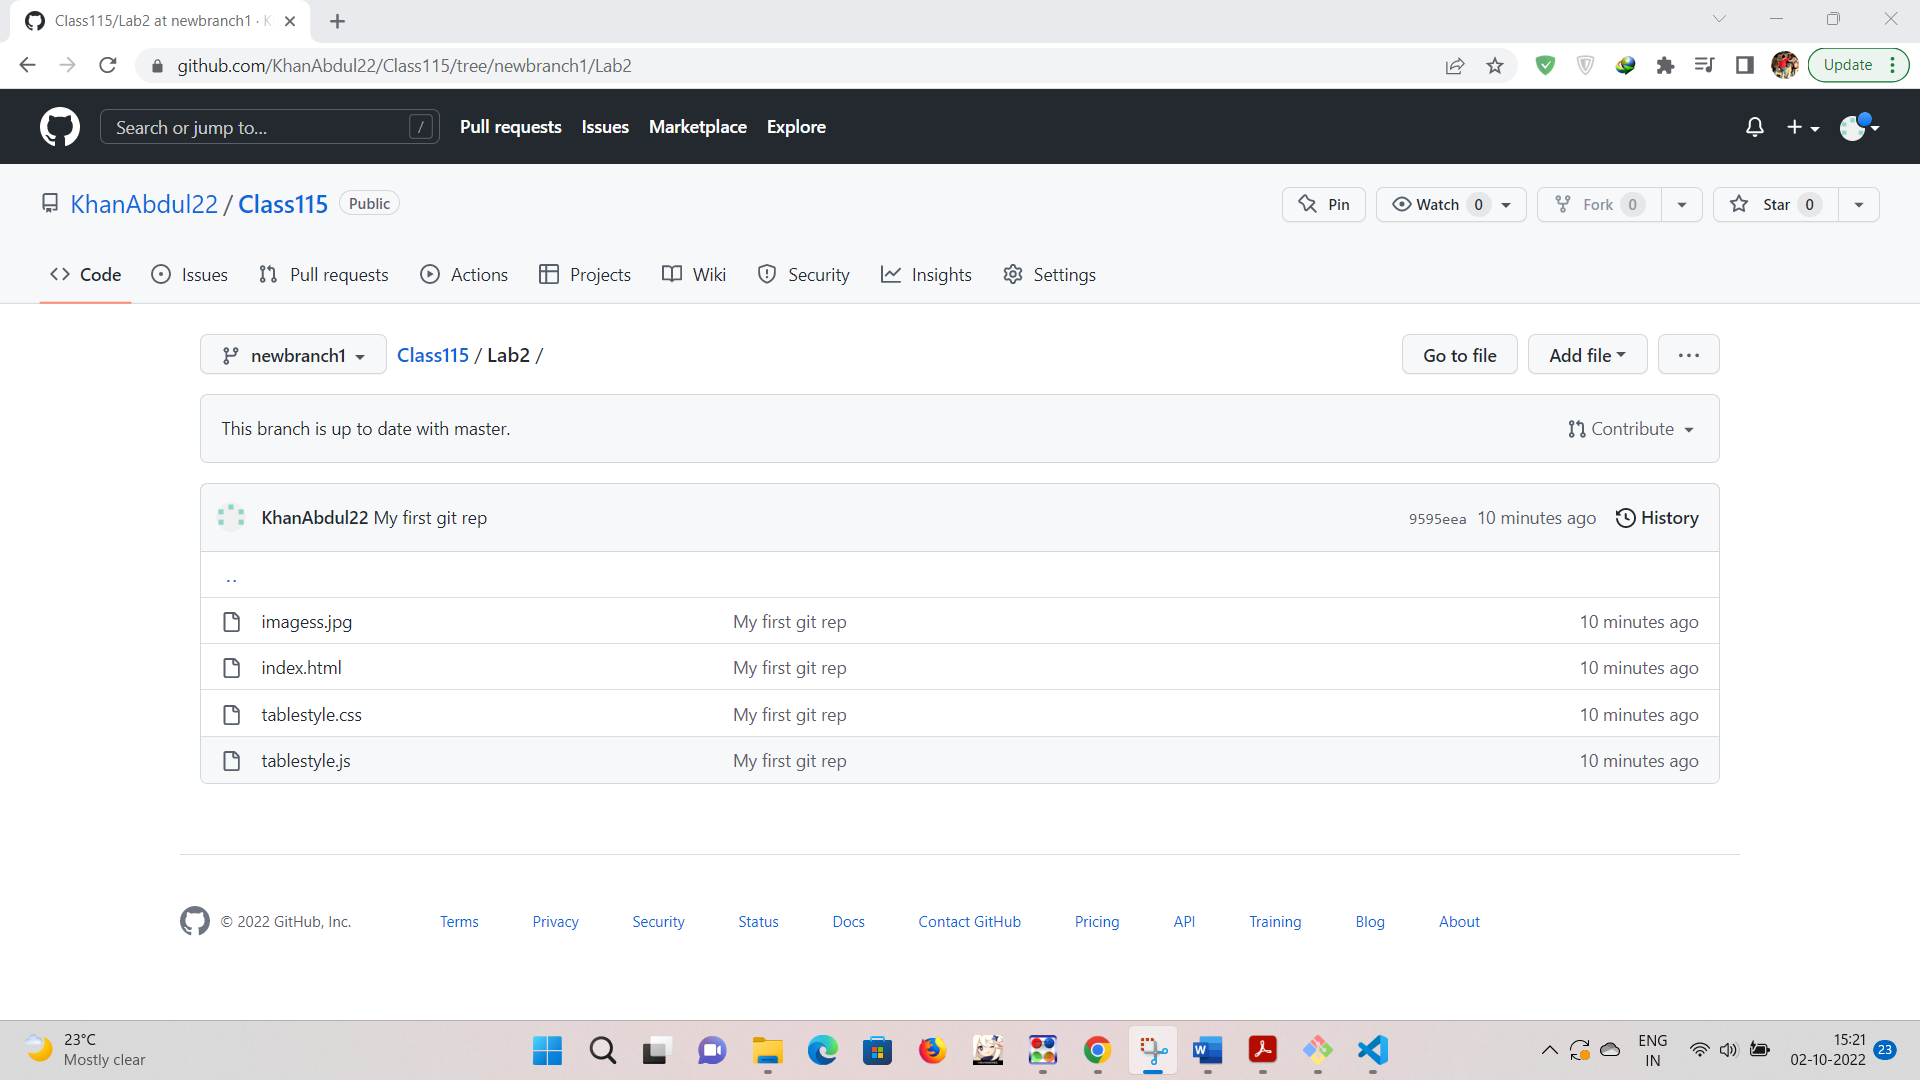 Class115/Lab2 at newbranch1 ·
github.com/KhanAbdul22/Class115/tree/newbranch1/Lab2
Update
Search or jump to...
/
Pull requests
Issues
Marketplace
Explore
KhanAbdul22 / Class115
Public
Pin
Watch 0
Fork 0
Star 0
Code
Issues
Pull requests
Actions
Projects
Wiki
Security
Insights
Settings
newbranch1
Class115 / Lab2 /
Go to file
Add file
This branch is up to date with master.
Contribute
KhanAbdul22 My first git rep
9595eea 10 minutes ago
History
..
imagess.jpg My first git rep 10 minutes ago
index.html My first git rep 10 minutes ago
tablestyle.css My first git rep 10 minutes ago
tablestyle.js My first git rep 10 minutes ago
© 2022 GitHub, Inc.
Terms
Privacy
Security
Status
Docs
Contact GitHub
Pricing
API
Training
Blog
About
23°C
Mostly clear
ENG
IN
15:21
02-10-2022
23